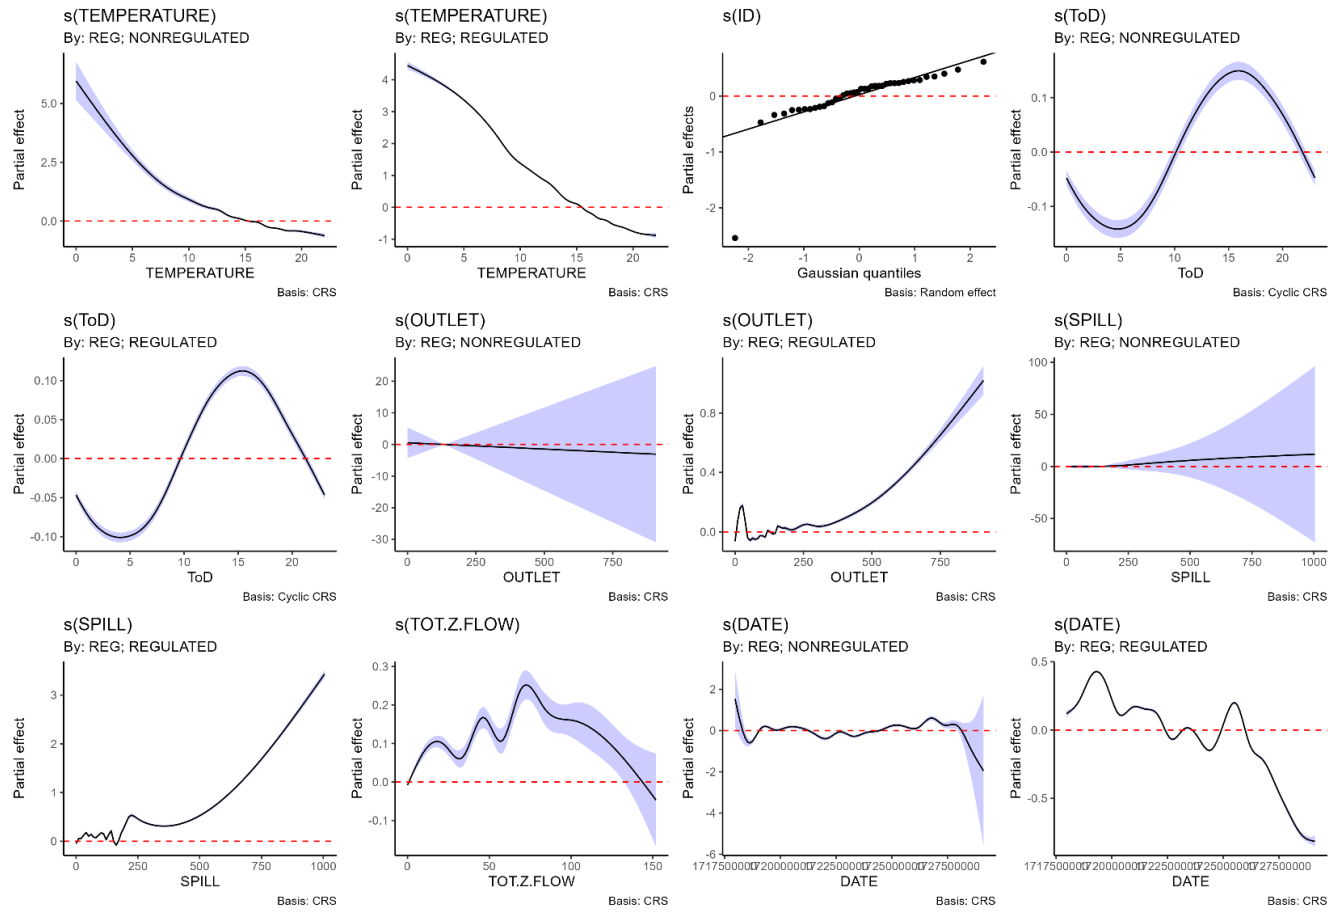 s(TEMPERATURE)
By: REG; NONREGULATED
Partial effect
5.0
2.5
0.0
0 5 10 15 20
TEMPERATURE
Basis: CRS
s(TEMPERATURE)
By: REG; REGULATED
Partial effect
4
3
2
1
0
-1
0 5 10 15 20
TEMPERATURE
Basis: CRS
s(ID)
Partial effects
0
-1
-2
-2 -1 0 1 2
Gaussian quantiles
Basis: Random effect
s(ToD)
By: REG; NONREGULATED
Partial effect
0.1
0.0
-0.1
0 5 10 15 20
ToD
Basis: Cyclic CRS
s(ToD)
By: REG; REGULATED
Partial effect
0.10
0.05
0.00
-0.05
-0.10
0 5 10 15 20
ToD
Basis: Cyclic CRS
s(OUTLET)
By: REG; NONREGULATED
Partial effect
20
10
0
-10
-20
-30
0 250 500 750
OUTLET
Basis: CRS
s(OUTLET)
By: REG; REGULATED
Partial effect
0.8
0.4
0.0
0 250 500 750
OUTLET
Basis: CRS
s(SPILL)
By: REG; NONREGULATED
Partial effect
100
50
0
-50
0 250 500 750 1000
SPILL
Basis: CRS
s(SPILL)
By: REG; REGULATED
Partial effect
3
2
1
0
0 250 500 750 1000
SPILL
Basis: CRS
s(TOT.Z.FLOW)
Partial effect
0.3
0.2
0.1
0.0
-0.1
0 50 100 150
TOT.Z.FLOW
Basis: CRS
s(DATE)
By: REG; NONREGULATED
Partial effect
2
0
-2
-4
-6
DATE
Basis: CRS
s(DATE)
By: REG; REGULATED
Partial effect
0.5
0.0
-0.5
DATE
Basis: CRS